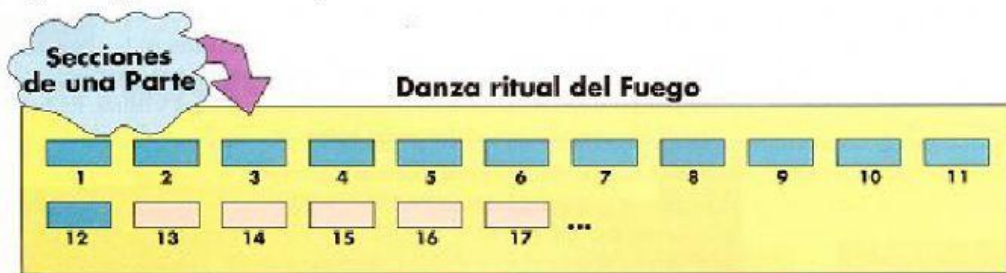 Secciones
de una Parte
Danza ritual del Fuego
1 2 3 4 5 6 7 8 9 10 11
12 13 14 15 16 17 ...